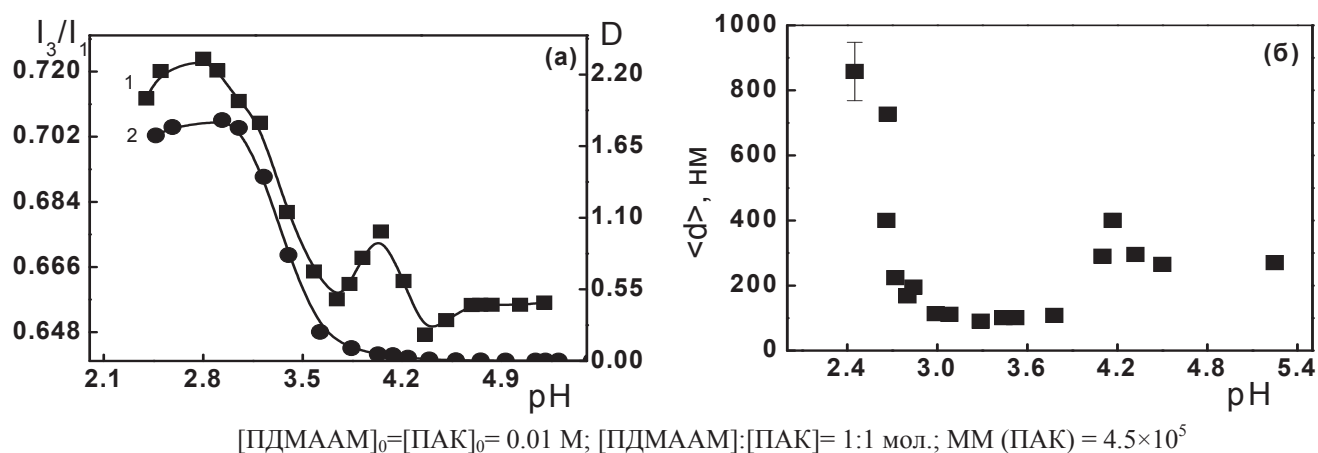 I₃/I₁
D
(а)
1
2
0.720
0.702
0.684
0.666
0.648
2.20
1.65
1.10
0.55
0.00
2.1 2.8 3.5 4.2 4.9
pH
(б)
<d>, нм
1000
800
600
400
200
0
2.4 3.0 3.6 4.2 4.8 5.4
pH
[ПДМААМ]₀=[ПАК]₀= 0.01 М; [ПДМААМ]:[ПАК]= 1:1 мол.; ММ (ПАК) = 4.5×10⁵